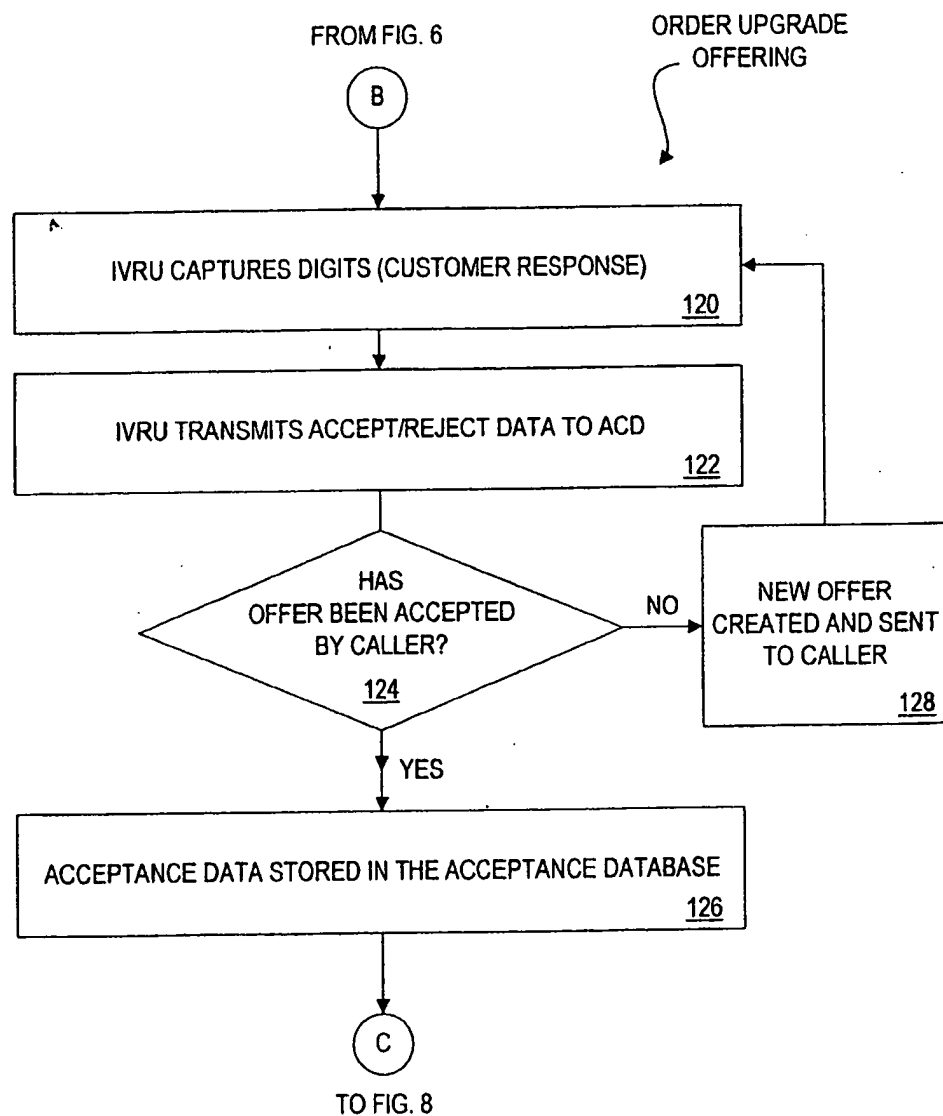 FROM FIG. 6
ORDER UPGRADE
OFFERING
B
IVRU CAPTURES DIGITS (CUSTOMER RESPONSE)
120
IVRU TRANSMITS ACCEPT/REJECT DATA TO ACD
122
HAS
OFFER BEEN ACCEPTED
BY CALLER?
124
NO
NEW OFFER
CREATED AND SENT
TO CALLER
128
YES
ACCEPTANCE DATA STORED IN THE ACCEPTANCE DATABASE
126
C
TO FIG. 8